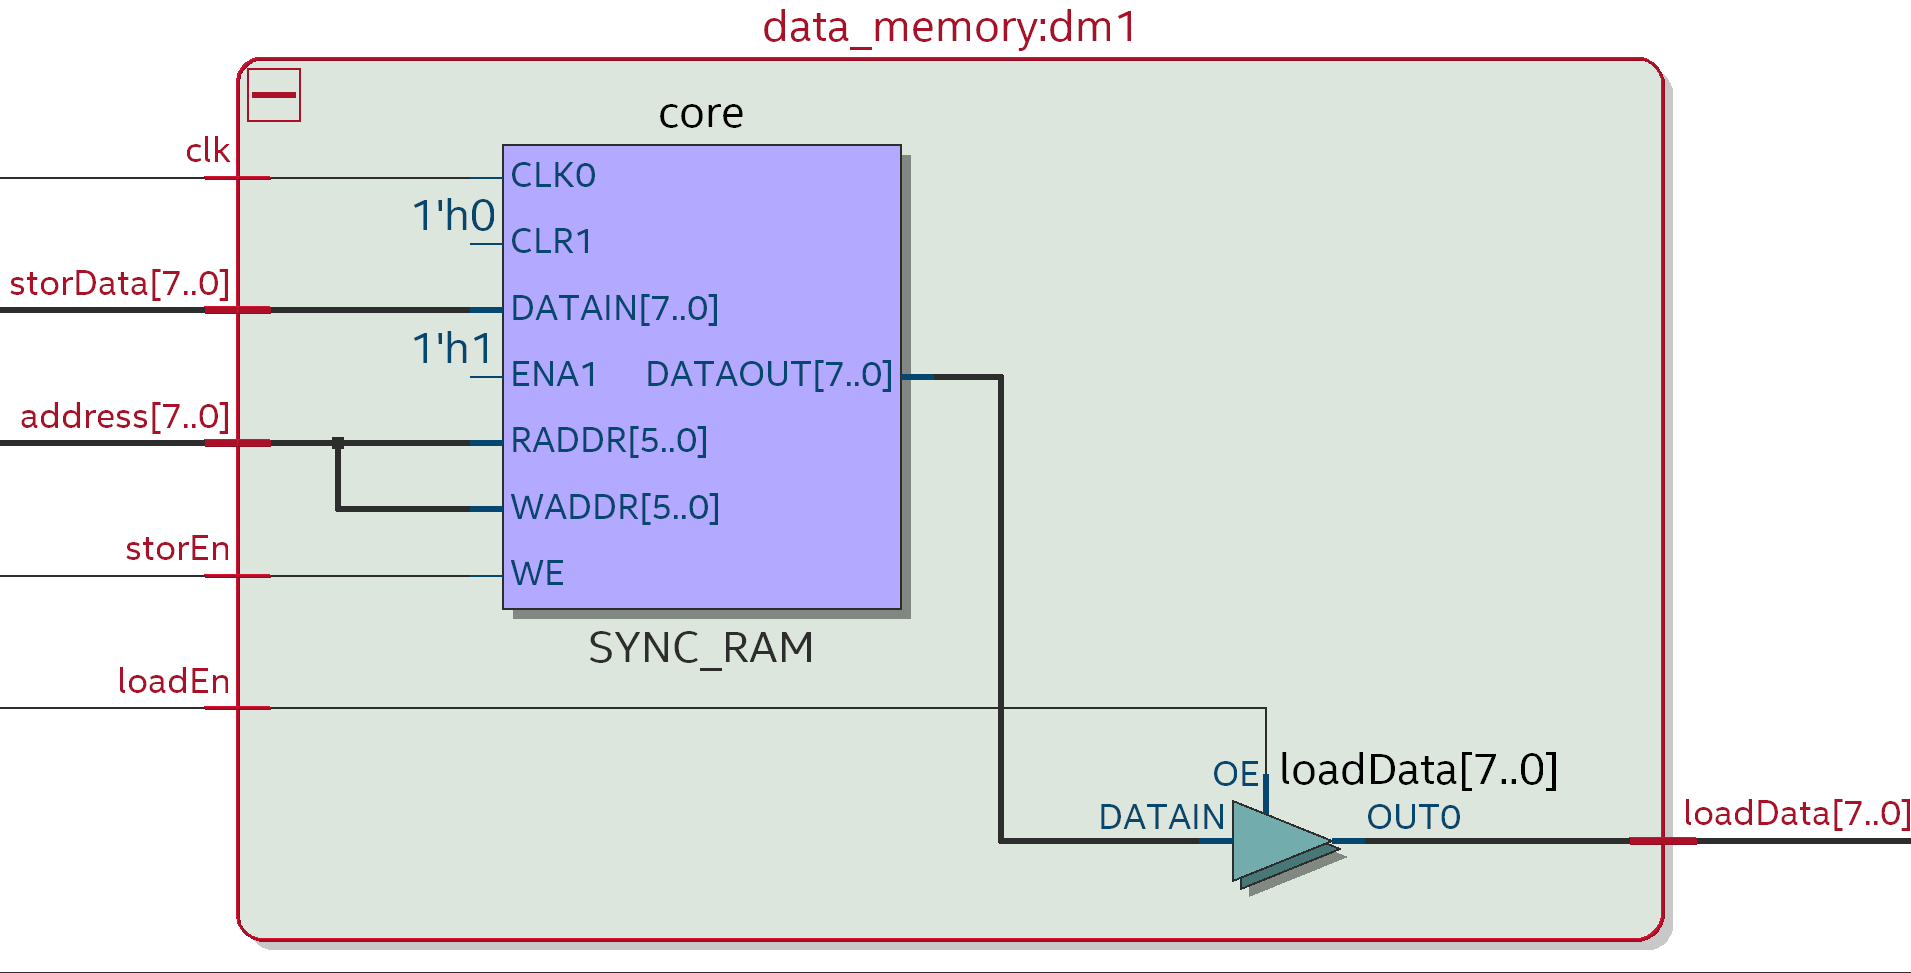 data_memory:dm1
core
clk
CLK0
1'h0
CLR1
storData[7..0]
DATAIN[7..0]
1'h1
ENA1 DATAOUT[7..0]
address[7..0]
RADDR[5..0]
WADDR[5..0]
storEn
WE
SYNC_RAM
loadEn
OE loadData[7..0]
DATAIN OUT0
loadData[7..0]